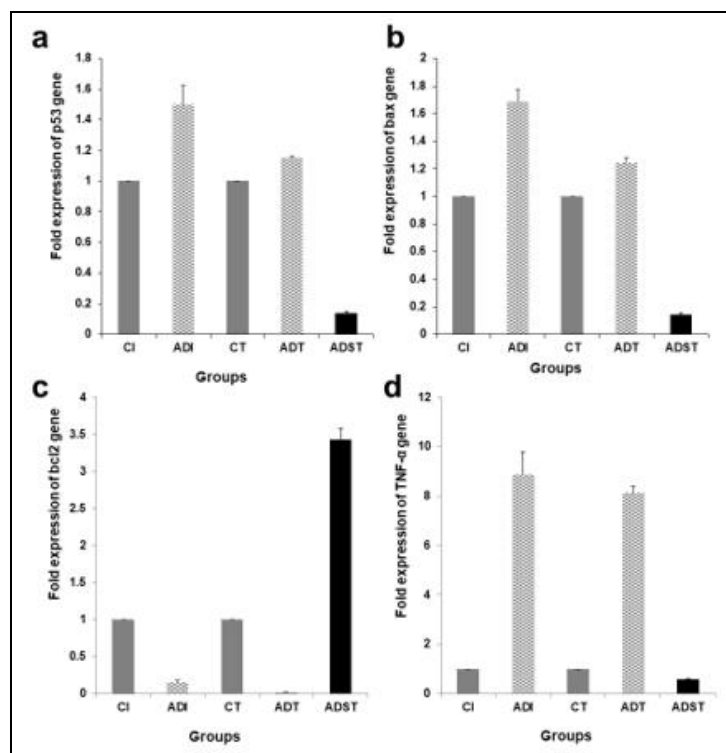 a
Fold expression of p53 gene
1.8
1.6
1.4
1.2
1
0.8
0.6
0.4
0.2
0
CI ADI CT ADT ADST
Groups
b
Fold expression of bax gene
2
1.8
1.6
1.4
1.2
1
0.8
0.6
0.4
0.2
0
CI ADI CT ADT ADST
Groups
c
Fold expression of bcl2 gene
4
3.5
3
2.5
2
1.5
1
0.5
0
CI ADI CT ADT ADST
Groups
d
Fold expression of TNF-α gene
12
10
8
6
4
2
0
CI ADI CT ADT ADST
Groups